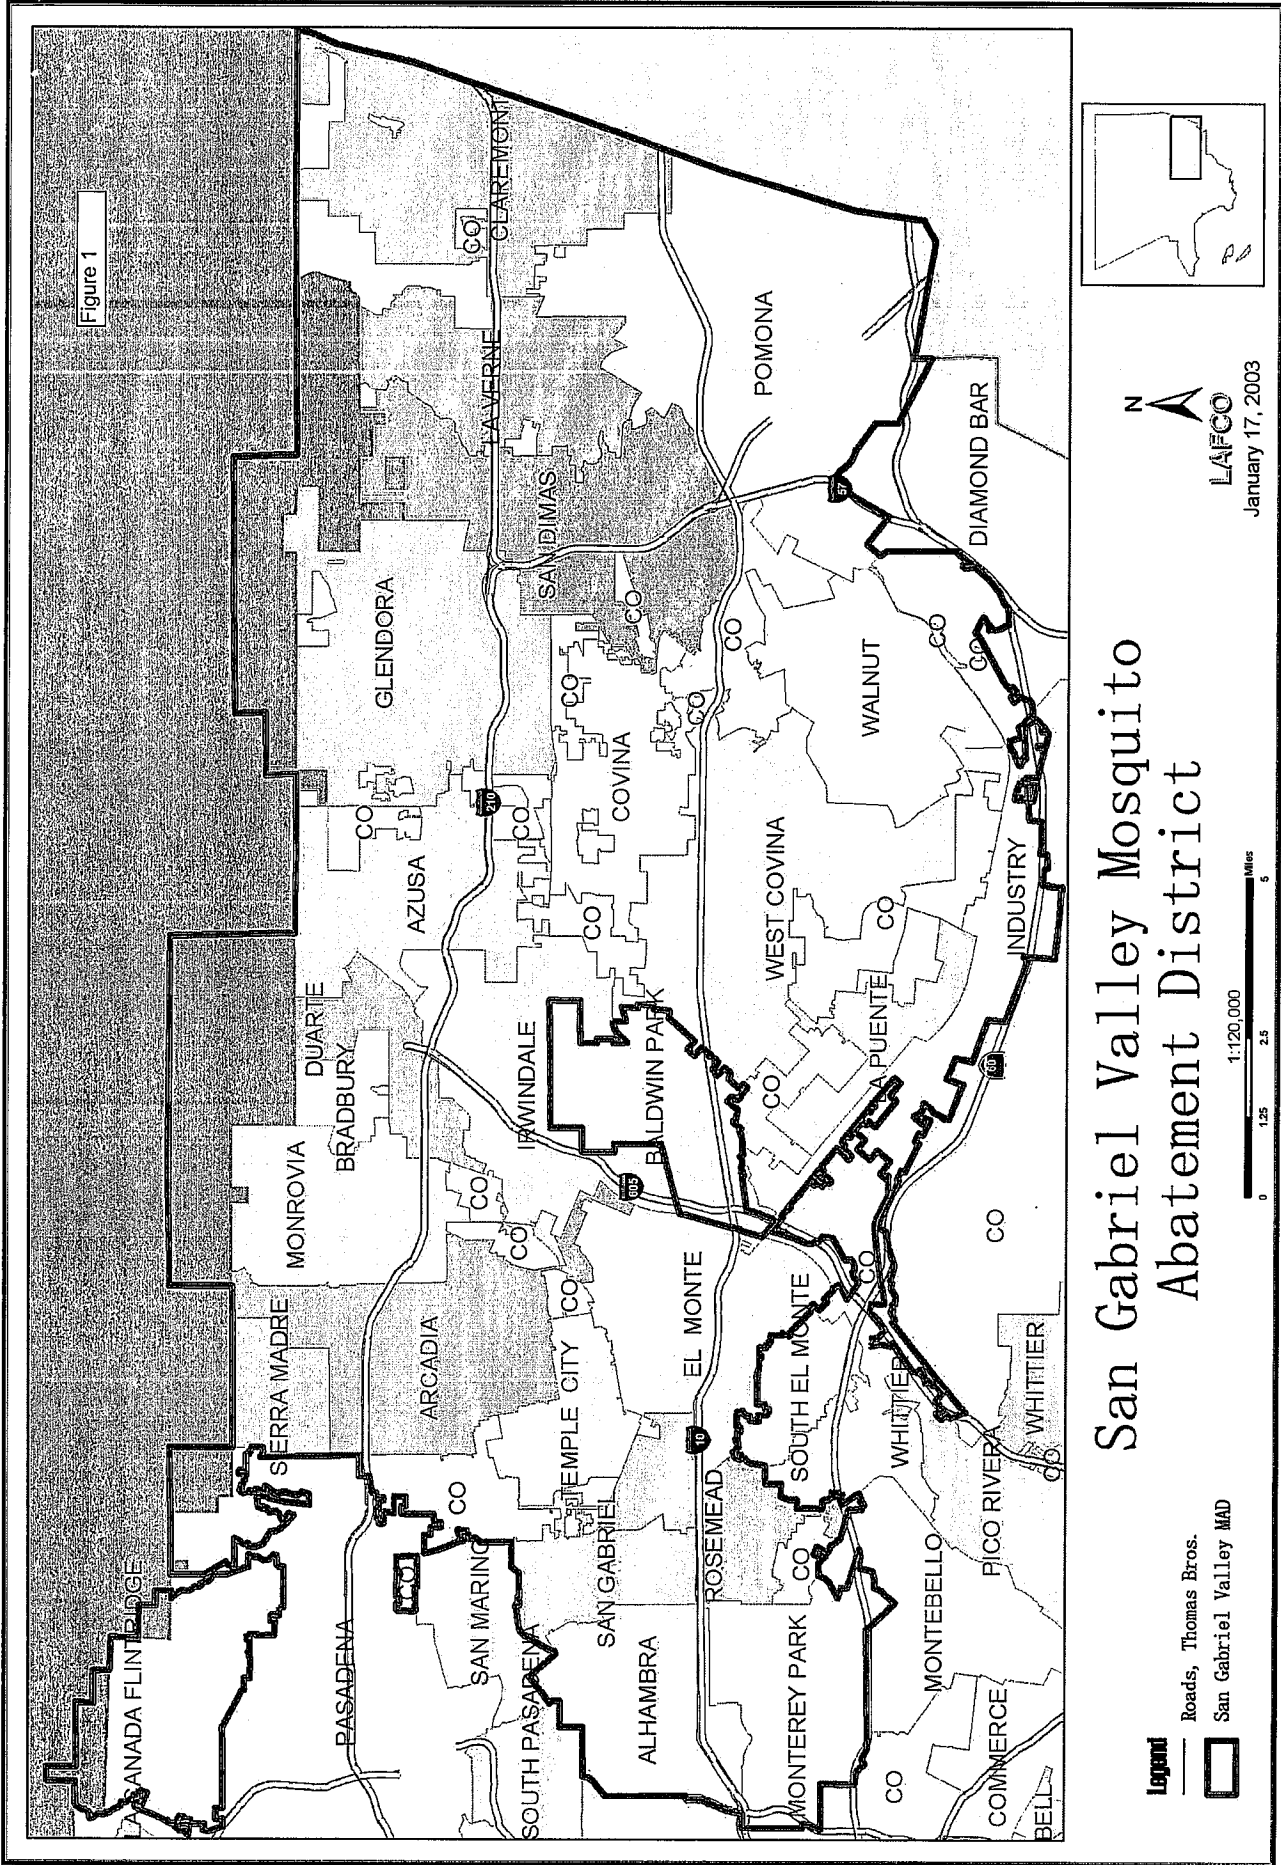 Figure 1
LA CANADA FLINTRIDGE
SIERRA MADRE
MONROVIA
BRADBURY
DUARTE
GLENDORA
PASADENA
ARCADIA
AZUSA
CO
CO
CO
SAN MARINO
CO
CO
CO
IRWINDALE
CO
SAN DIMAS
LA VERNE
CLAREMONT
CO
SOUTH PASADENA
SAN GABRIEL
TEMPLE CITY
CO
BALDWIN PARK
CO
COVINA
CO
CO
ALHAMBRA
ROSEMEAD
EL MONTE
CO
CO
POMONA
MONTEREY PARK
CO
SOUTH EL MONTE
CO
CO
LA PUENTE
WEST COVINA
CO
WALNUT
CO
CO
DIAMOND BAR
CO
MONTEBELLO
WHITTIER
COMMERCE
PICO RIVERA
CO
INDUSTRY
BELL
CO
WHITTIER
210
605
10
60
57
Legend
Roads, Thomas Bros.
San Gabriel Valley MAD
San Gabriel Valley Mosquito
Abatement District
1:120,000
0 1.25 2.5 5
Miles
N
LAFCO
January 17, 2003